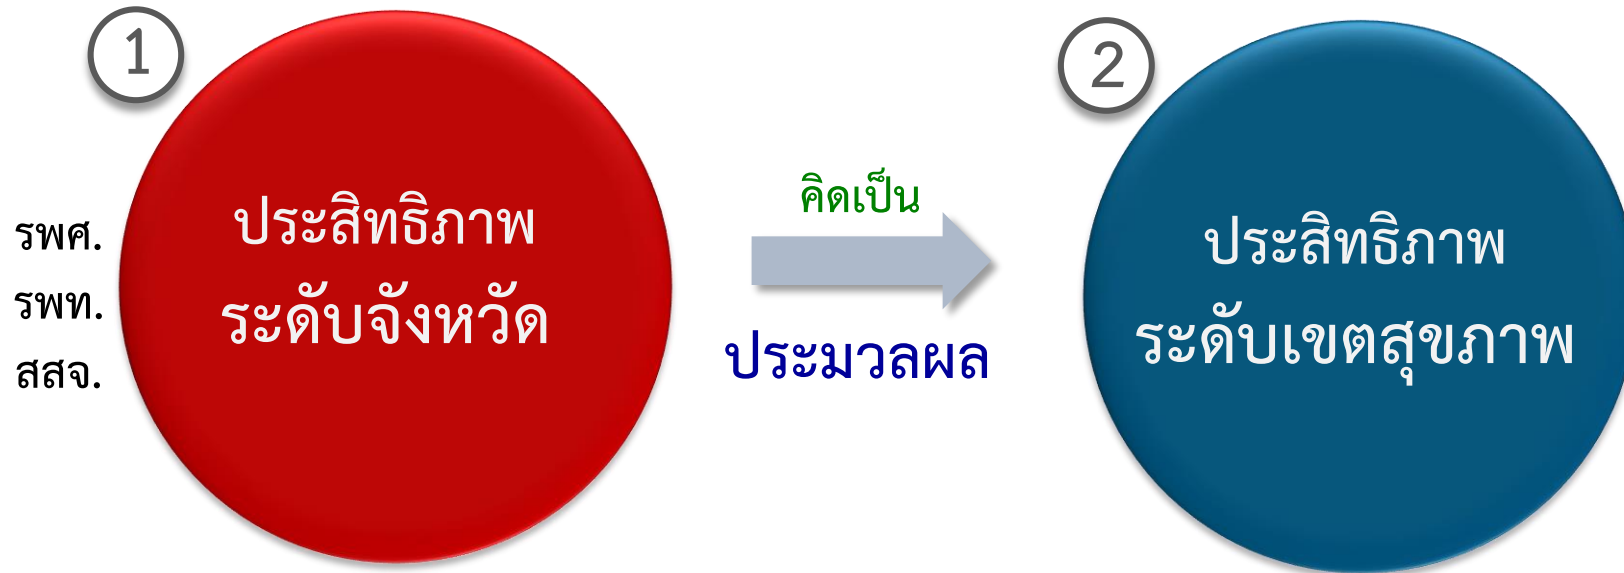 1
รพศ.
รพท.
สสจ.
ประสิทธิภาพ
ระดับจังหวัด
คิดเป็น
ประมวลผล
2
ประสิทธิภาพ
ระดับเขตสุขภาพ